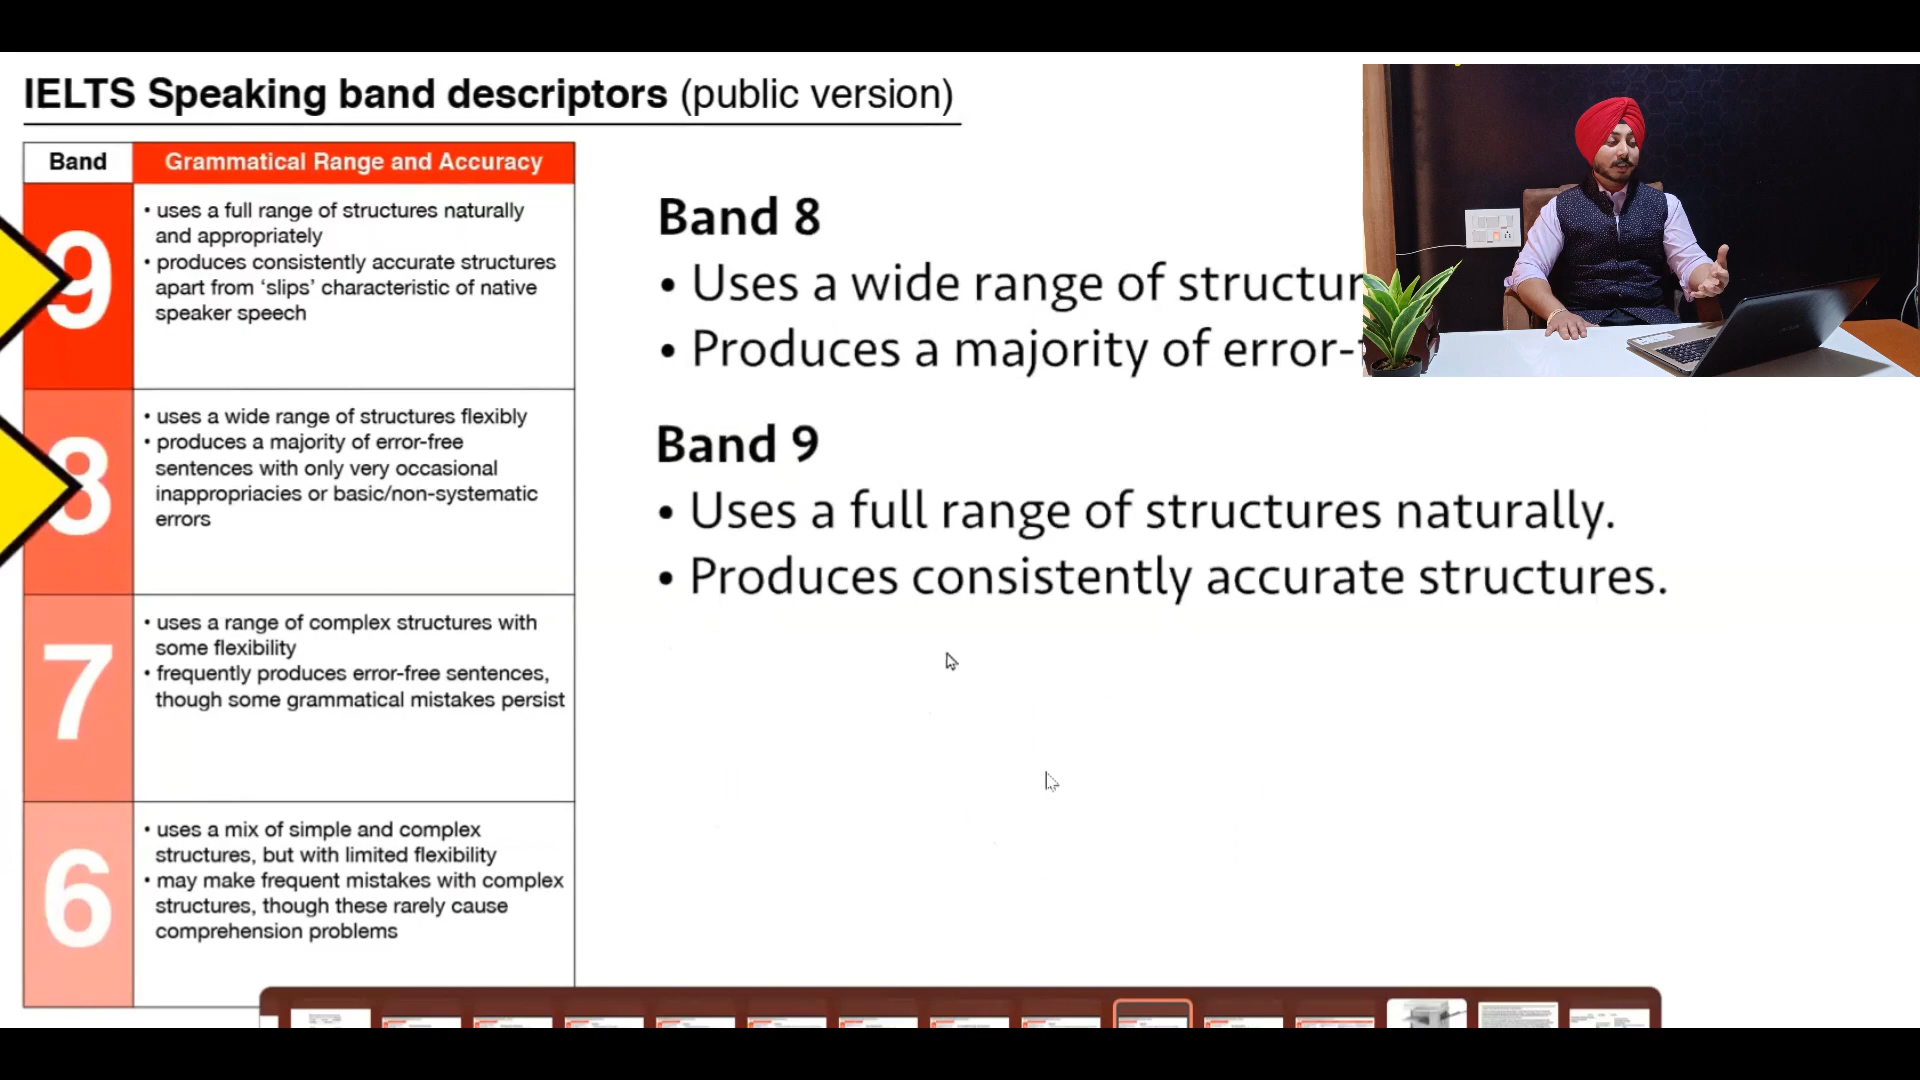 IELTS Speaking band descriptors (public version)
Band
Grammatical Range and Accuracy
9
• uses a full range of structures naturally
and appropriately
• produces consistently accurate structures
apart from ‘slips’ characteristic of native
speaker speech
8
• uses a wide range of structures flexibly
• produces a majority of error-free
sentences with only very occasional
inappropriacies or basic/non-systematic
errors
7
• uses a range of complex structures with
some flexibility
• frequently produces error-free sentences,
though some grammatical mistakes persist
6
• uses a mix of simple and complex
structures, but with limited flexibility
• may make frequent mistakes with complex
structures, though these rarely cause
comprehension problems
Band 8
• Uses a wide range of structur
• Produces a majority of error-
Band 9
• Uses a full range of structures naturally.
• Produces consistently accurate structures.